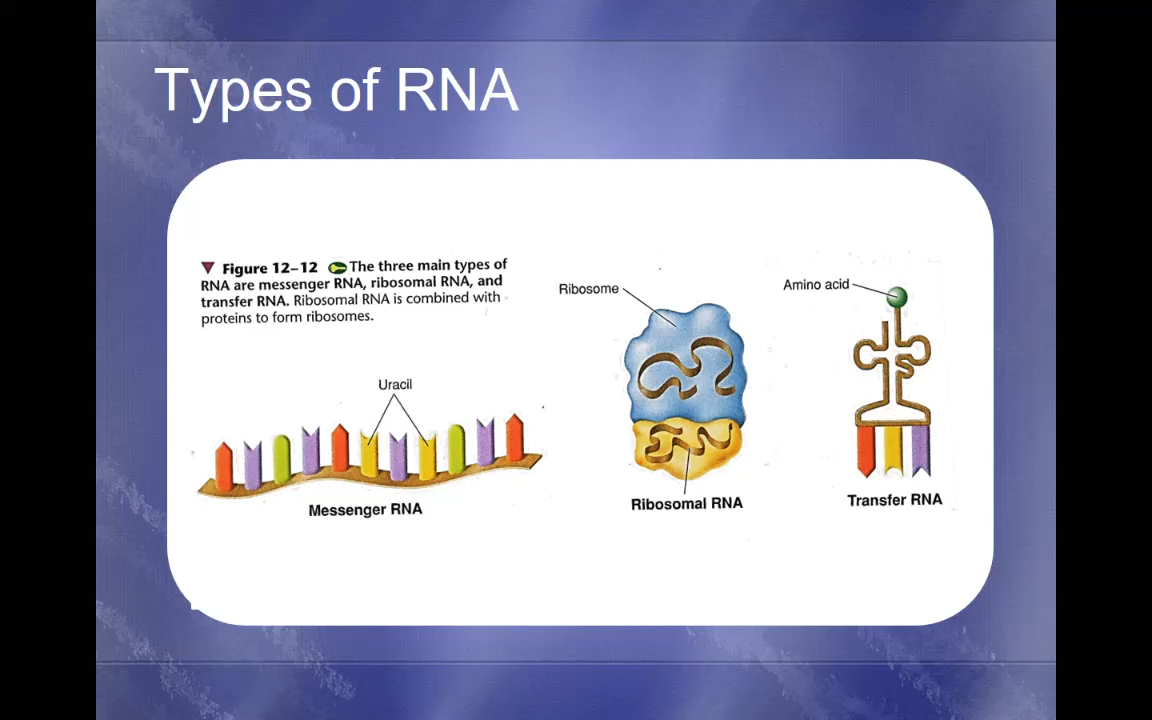 Types of RNA
Figure 12–12 The three main types of
RNA are messenger RNA, ribosomal RNA, and
transfer RNA. Ribosomal RNA is combined with
proteins to form ribosomes.
Uracil
Messenger RNA
Ribosome
Ribosomal RNA
Amino acid
Transfer RNA